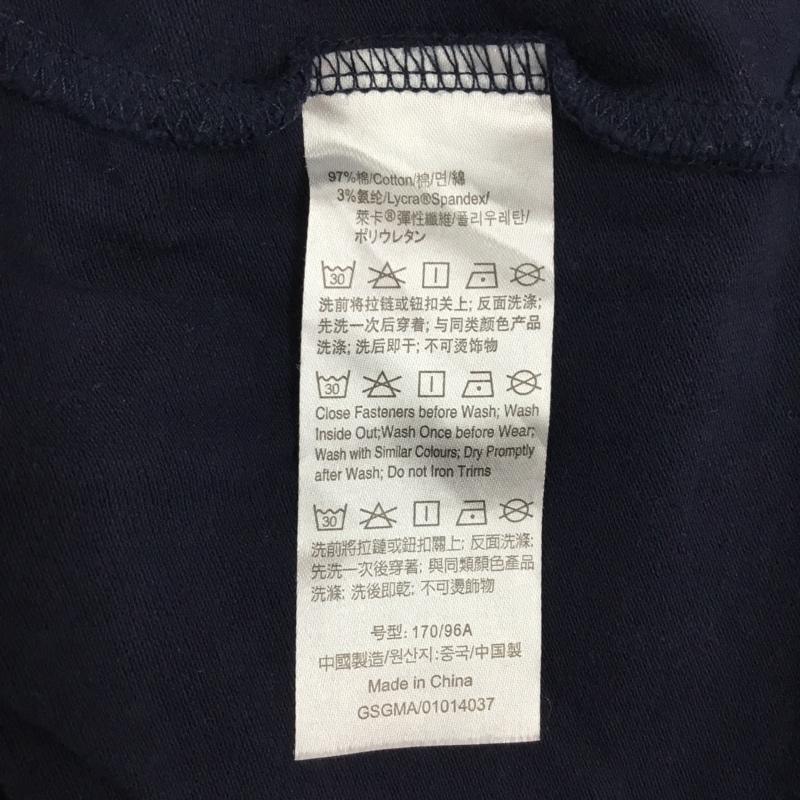 97%棉/Cotton/棉/면/綿
3%氨纶/Lycra®Spandex/
萊卡®彈性纖維/폴리우레탄/
ポリウレタン
30
洗前将拉链或钮扣关上; 反面洗涤;
先洗一次后穿着; 与同类颜色产品
洗涤; 洗后即干; 不可烫饰物
30
Close Fasteners before Wash; Wash
Inside Out;Wash Once before Wear;
Wash with Similar Colours; Dry Promptly
after Wash; Do not Iron Trims
30
洗前將拉鏈或鈕扣關上; 反面洗滌;
先洗一次後穿著; 與同類顏色產品
洗滌; 洗後即乾; 不可燙飾物
号型: 170/96A
中國製造/원산지:중국/中国製
Made in China
GSGMA/01014037